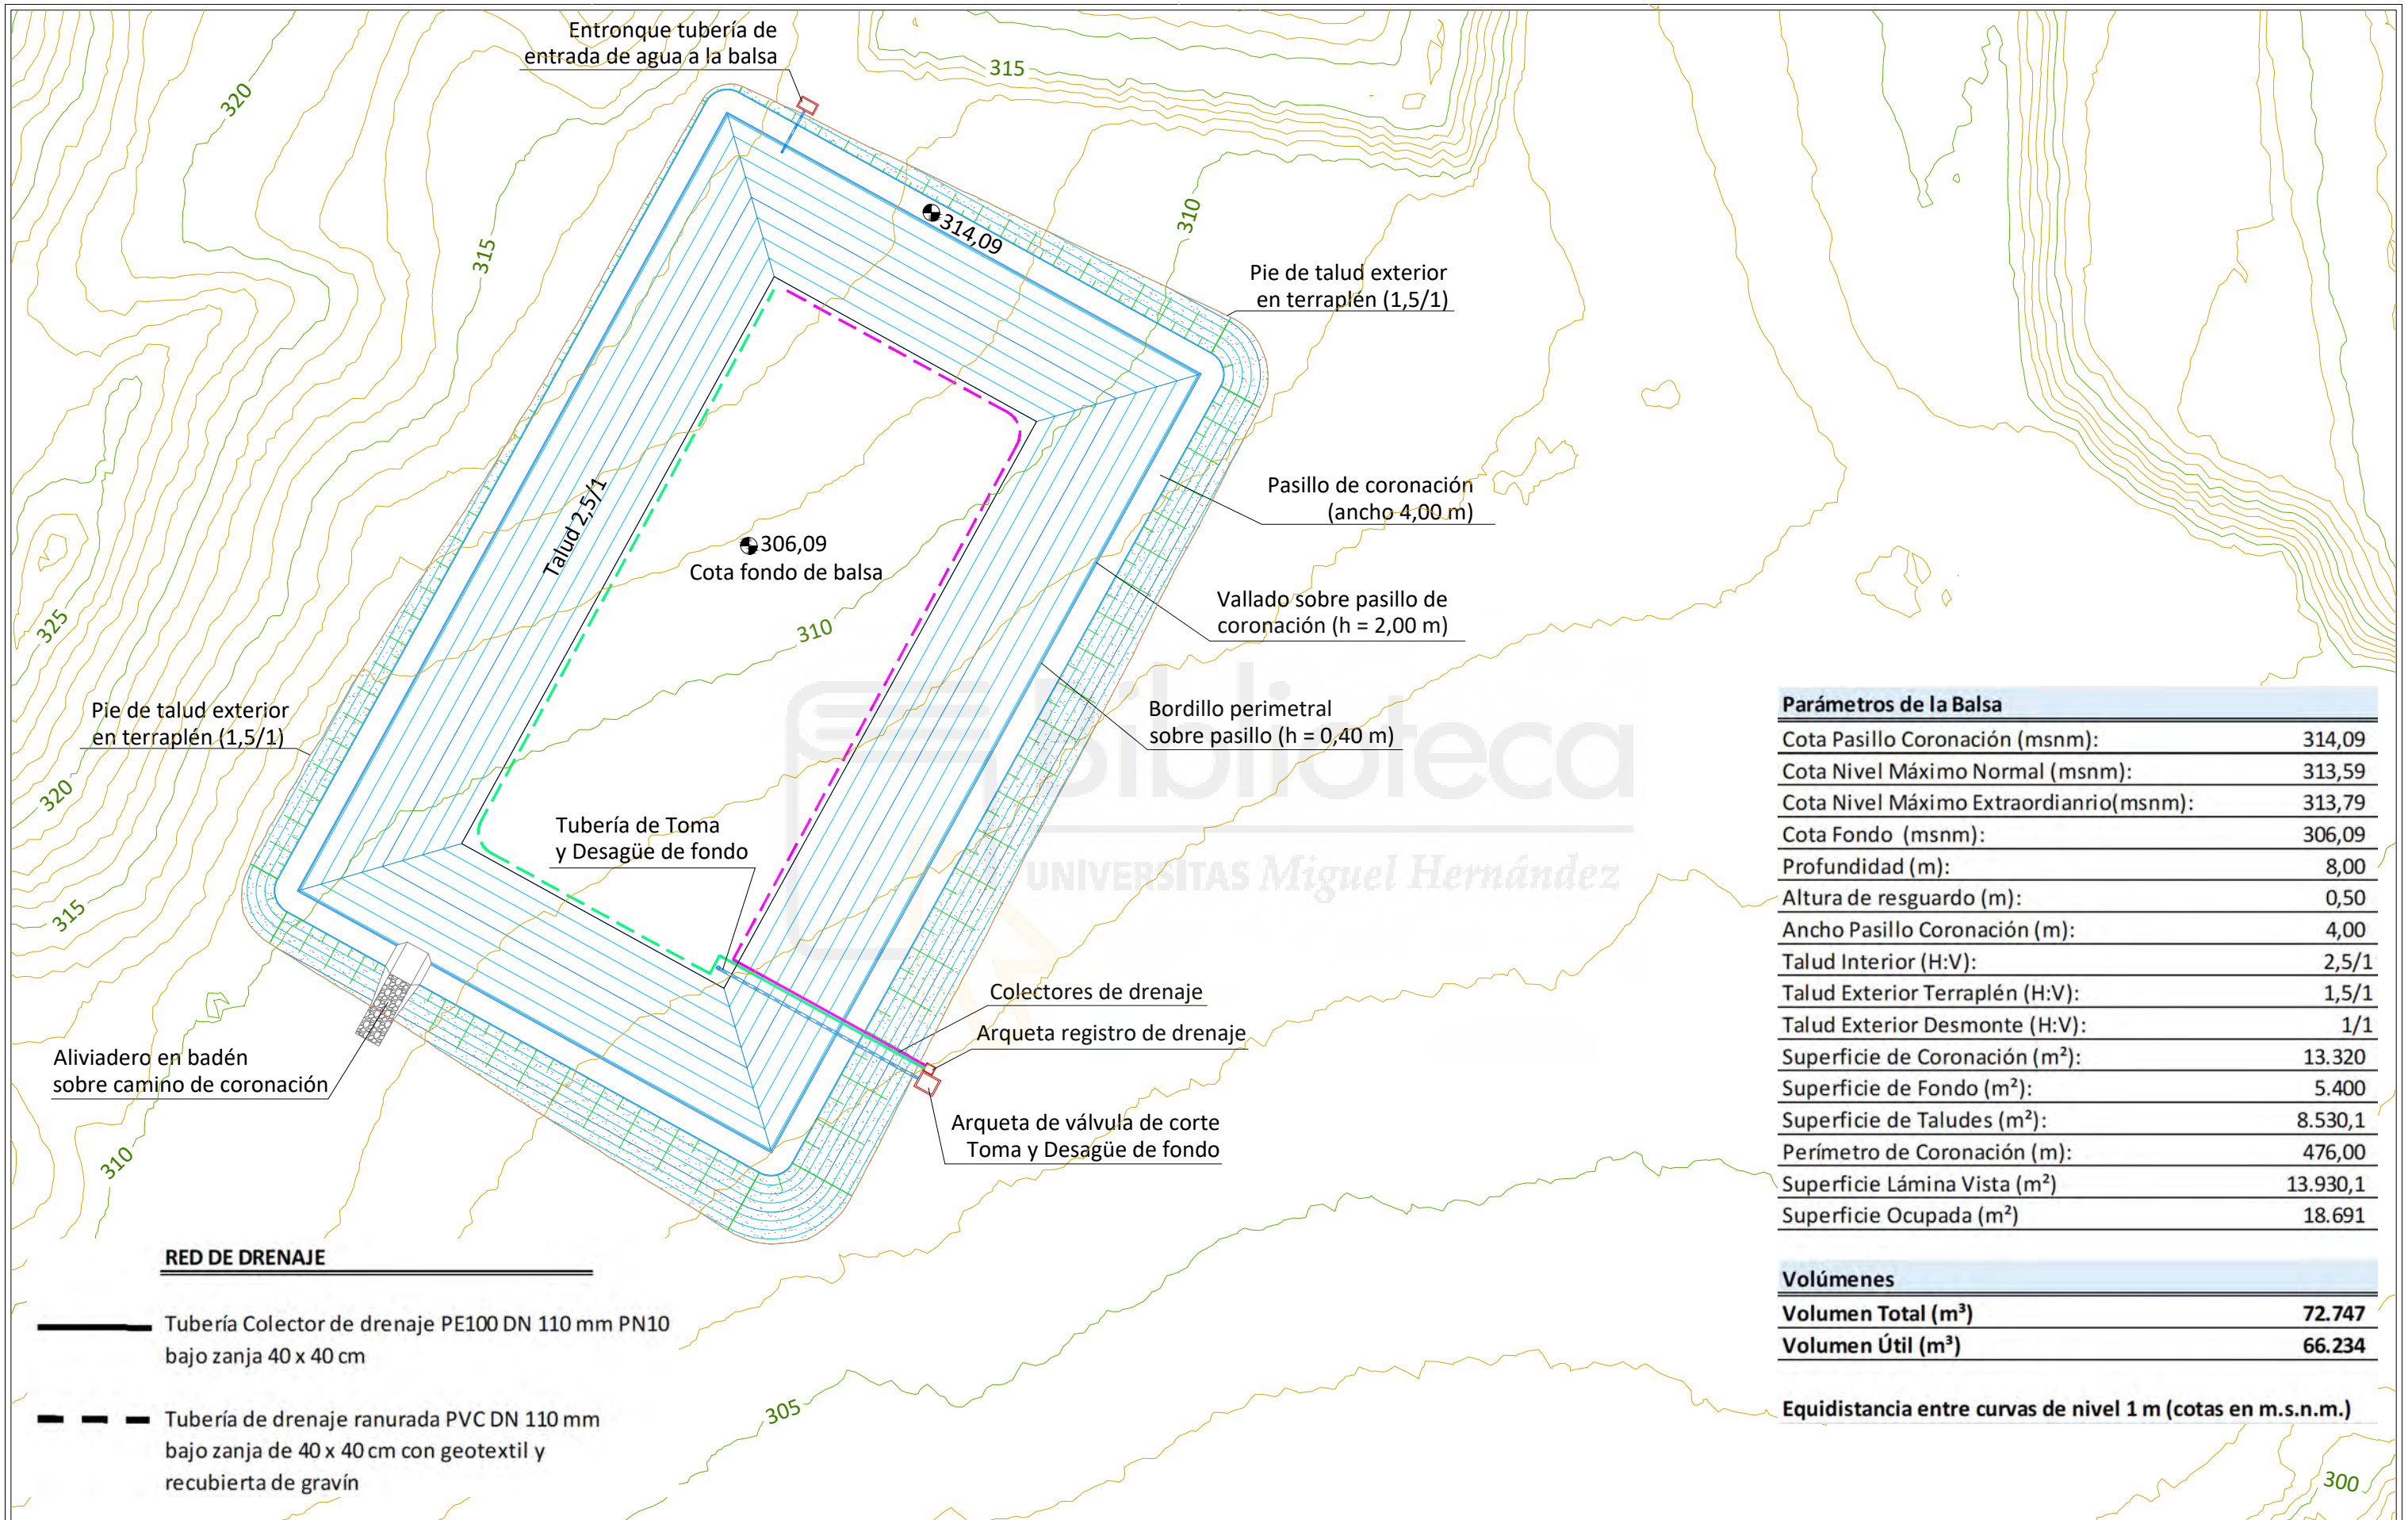 Entronque tubería de
entrada de agua a la balsa
315
320
315
310
314,09
Pie de talud exterior
en terraplén (1,5/1)
Talud 2,5/1
Pasillo de coronación
(ancho 4,00 m)
306,09
Cota fondo de balsa
310
Vallado sobre pasillo de
coronación (h = 2,00 m)
325
Pie de talud exterior
en terraplén (1,5/1)
Bordillo perimetral
sobre pasillo (h = 0,40 m)
320
Biblioteca
UNIVERSITAS Miguel Hernández
Tubería de Toma
y Desagüe de fondo
315
Colectores de drenaje
Arqueta registro de drenaje
Aliviadero en badén
sobre camino de coronación
Arqueta de válvula de corte
Toma y Desagüe de fondo
310
305
300
RED DE DRENAJE
Tubería Colector de drenaje PE100 DN 110 mm PN10
bajo zanja 40 x 40 cm
Tubería de drenaje ranurada PVC DN 110 mm
bajo zanja de 40 x 40 cm con geotextil y
recubierta de gravín
Parámetros de la Balsa
Cota Pasillo Coronación (msnm): 314,09
Cota Nivel Máximo Normal (msnm): 313,59
Cota Nivel Máximo Extraordianrio(msnm): 313,79
Cota Fondo (msnm): 306,09
Profundidad (m): 8,00
Altura de resguardo (m): 0,50
Ancho Pasillo Coronación (m): 4,00
Talud Interior (H:V): 2,5/1
Talud Exterior Terraplén (H:V): 1,5/1
Talud Exterior Desmonte (H:V): 1/1
Superficie de Coronación (m²): 13.320
Superficie de Fondo (m²): 5.400
Superficie de Taludes (m²): 8.530,1
Perímetro de Coronación (m): 476,00
Superficie Lámina Vista (m²) 13.930,1
Superficie Ocupada (m²) 18.691
Volúmenes
Volumen Total (m³) 72.747
Volumen Útil (m³) 66.234
Equidistancia entre curvas de nivel 1 m (cotas en m.s.n.m.)